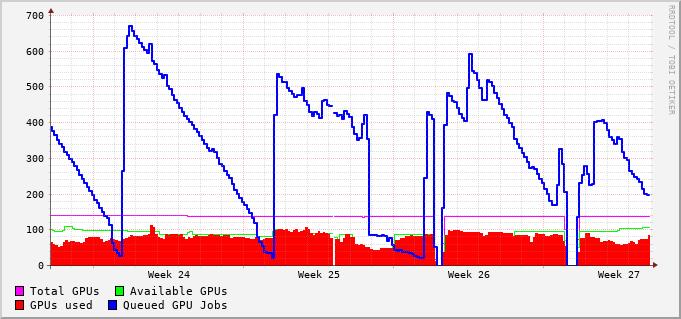 700
600
500
400
300
200
100
0
Week 24 Week 25 Week 26 Week 27
Total GPUs Available GPUs
GPUs used Queued GPU Jobs
RRDTOOL / TOBI OETIKER